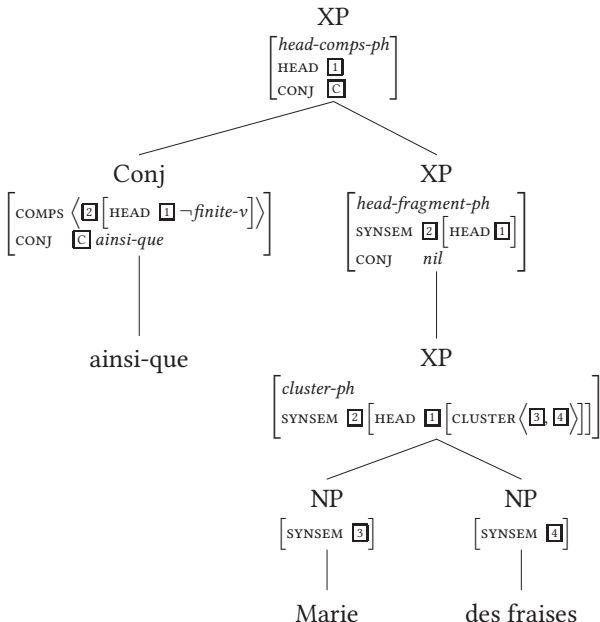 XP
head-comps-ph
HEAD 1
CONJ C
Conj
COMPS ⟨2[HEAD 1 ¬finite-v]⟩
CONJ C ainsi-que
XP
head-fragment-ph
SYNSEM 2[HEAD 1]
CONJ nil
ainsi-que
XP
cluster-ph
SYNSEM 2[HEAD 1[CLUSTER⟨3, 4⟩]]
NP
[SYNSEM 3]
NP
[SYNSEM 4]
Marie
des fraises